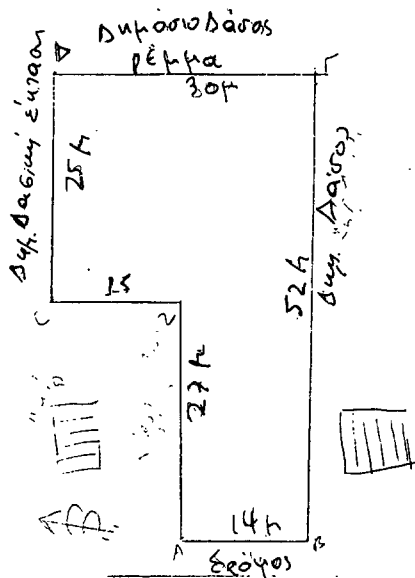 Δημόσιο Δάσος
ρέμμα
Δ
Γ
30μ
Δημ. Δασική έκταση
25μ
52μ
Δημ. Δάσος
15
Ζ
27μ
14μ
Α
Β
δρόμος